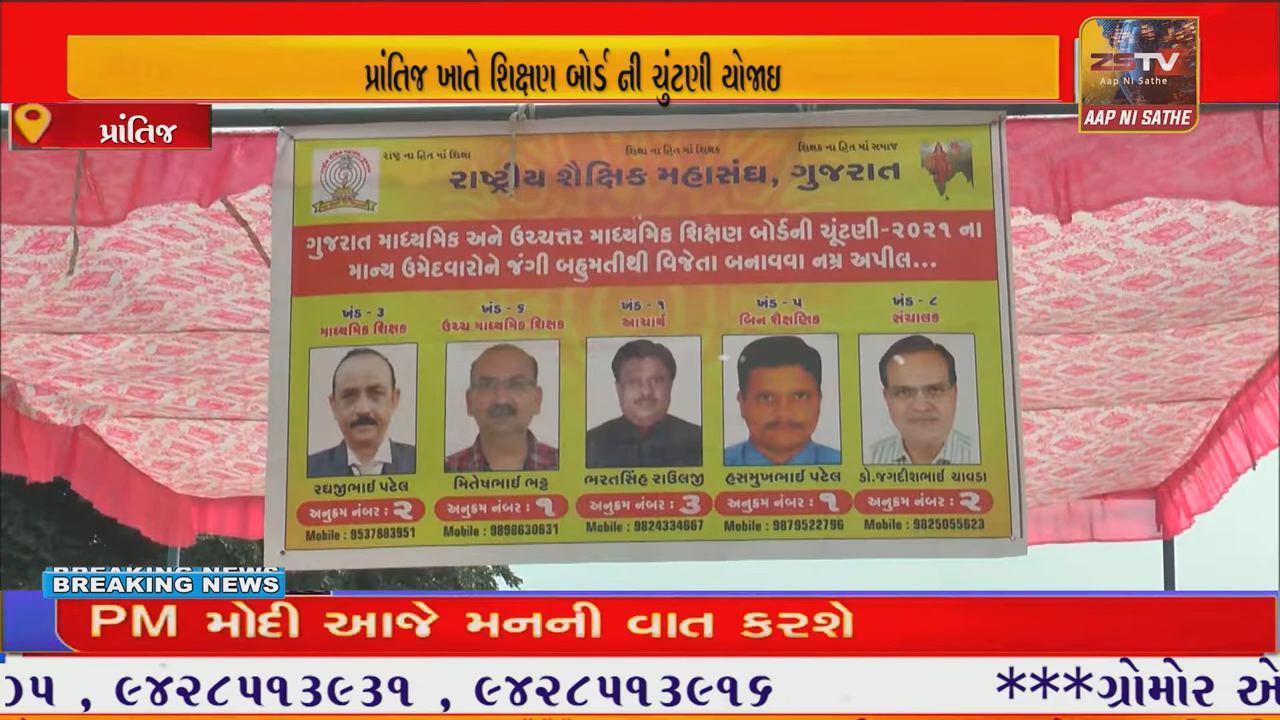 પ્રાંતિજ ખાતે શિક્ષણ બોર્ડ ની ચુંટણી યોજાઇ
ZSTV
Aap Ni Sathe
AAP NI SATHE
પ્રાંતિજ
રાષ્ટ્ર ના હિત માં શિક્ષા
શિક્ષા ના હિત માં શિક્ષક
શિક્ષક ના હિત માં સમાજ
રાષ્ટ્રીય શૈક્ષિક મહાસંઘ, ગુજરાત
ગુજરાત માધ્યમિક અને ઉચ્ચત્તર માધ્યમિક શિક્ષણ બોર્ડની ચૂંટણી-૨૦૨૧ ના
માન્ય ઉમેદવારોને જંગી બહુમતીથી વિજેતા બનાવવા નમ્ર અપીલ...
ખંડ - ૩ ખંડ - ૬ ખંડ - ૧ ખંડ - ૫ ખંડ - ૮
માધ્યમિક શિક્ષક ઉચ્ચ માધ્યમિક શિક્ષક આચાર્ય બિન શૈક્ષણિક સંચાલક
રઘજીભાઈ પટેલ મિતેષભાઈ ભટ્ટ ભરતસિંહ રાઉલજી હસમુખભાઈ પટેલ ડો.જગદીશભાઈ ચાવડા
અનુક્રમ નંબર : ૨ અનુક્રમ નંબર : ૧ અનુક્રમ નંબર : ૩ અનુક્રમ નંબર : ૧ અનુક્રમ નંબર : ૨
Mobile : 9537883951 Mobile : 9898630631 Mobile : 9824334667 Mobile : 9879522796 Mobile : 9825055623
BREAKING NEWS
PM મોદી આજે મનની વાત કરશે
૦૫ , ૯૪૨૮૫૧૩૯૩૧ , ૯૪૨૮૫૧૩૯૧૬ ***ગ્રોમોર એ